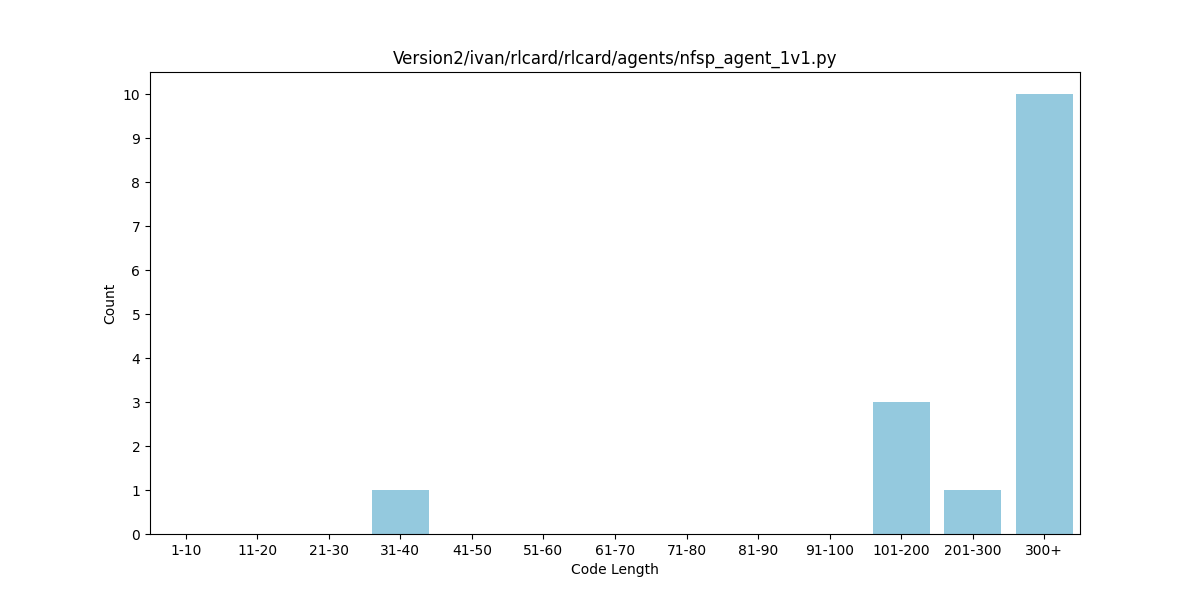 Version2/ivan/rlcard/rlcard/agents/nfsp_agent_1v1.py
10
9
8
7
6
5
4
3
2
1
0
Count
1-10 11-20 21-30 31-40 41-50 51-60 61-70 71-80 81-90 91-100 101-200 201-300 300+
Code Length